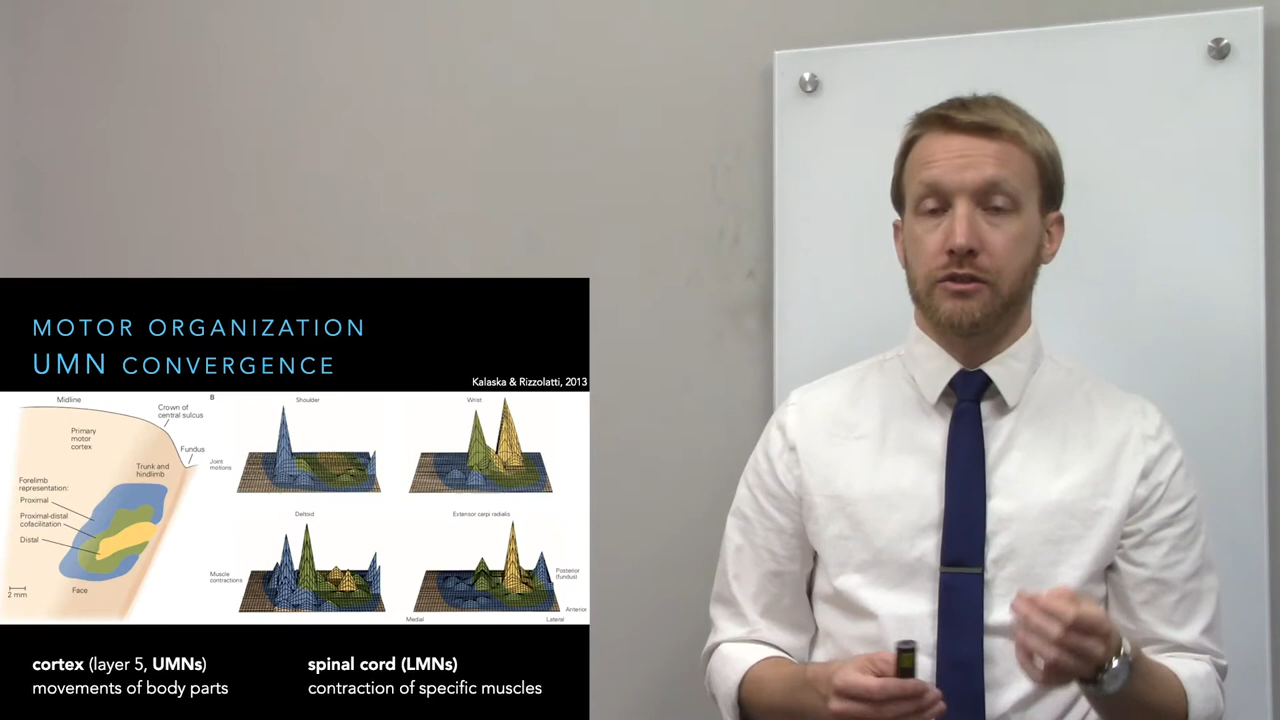 MOTOR ORGANIZATION
UMN CONVERGENCE
Kalaska & Rizzolatti, 2013
Midline
Crown of
central sulcus
Primary
motor
cortex
Fundus
Trunk and
hindlimb
Forelimb
representation:
Proximal
Proximal-distal
cofacilitation
Distal
2 mm
Face
B
Shoulder
Wrist
Joint
motions
Deltoid
Extensor carpi radialis
Muscle
contractions
Posterior
(fundus)
Anterior
Medial
Lateral
cortex (layer 5, UMNs)
movements of body parts
spinal cord (LMNs)
contraction of specific muscles